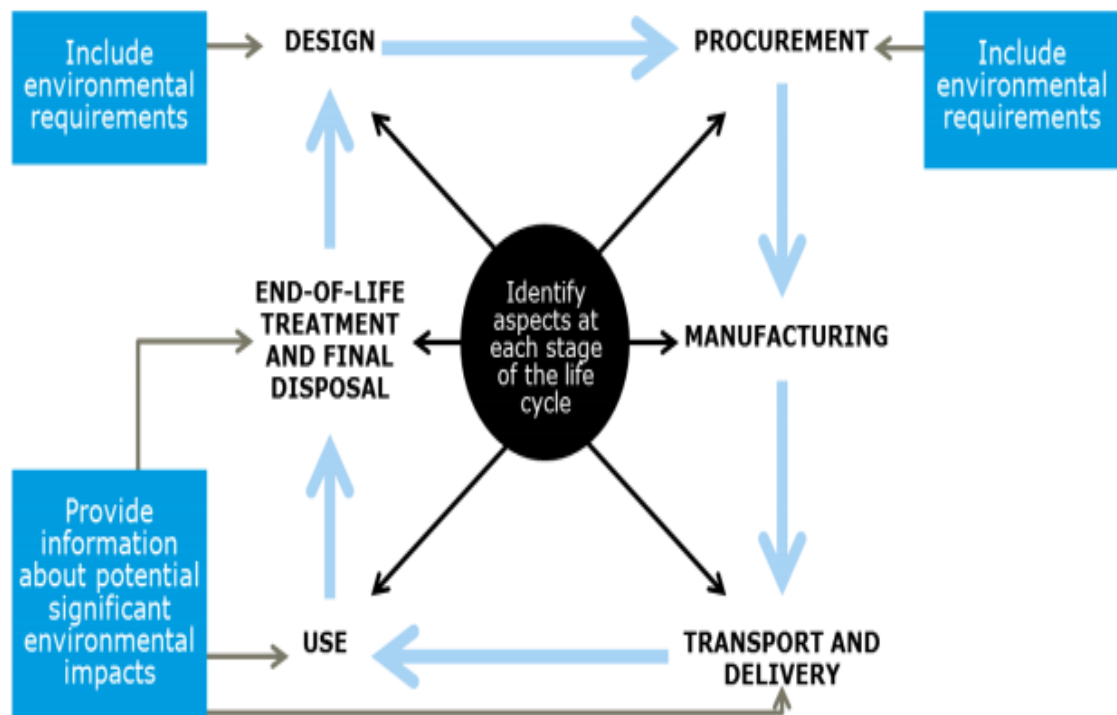 Include
environmental
requirements
DESIGN
PROCUREMENT
Include
environmental
requirements
END-OF-LIFE
TREATMENT
AND FINAL
DISPOSAL
Identify
aspects at
each stage
of the life
cycle
MANUFACTURING
Provide
information
about potential
significant
environmental
impacts
USE
TRANSPORT AND
DELIVERY